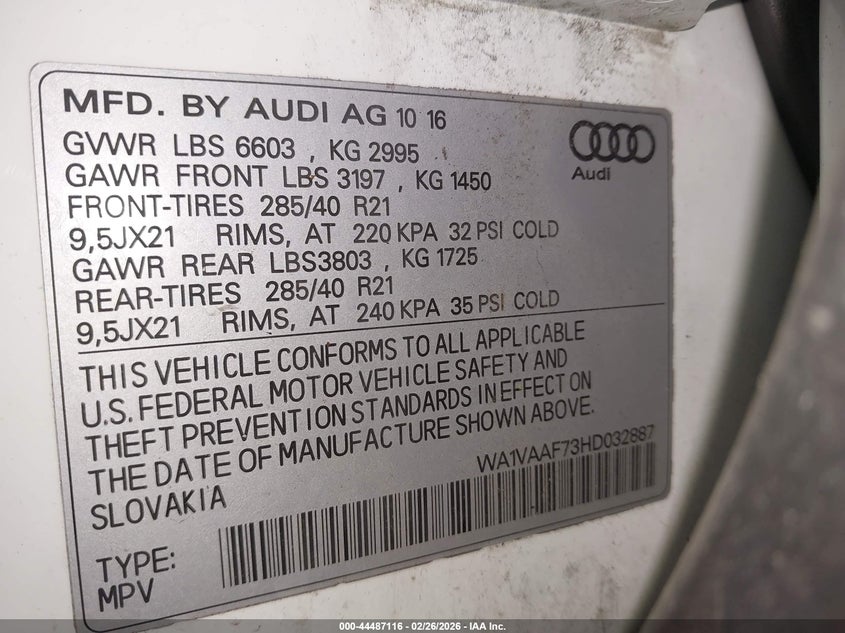 MFD. BY AUDI AG 10 16
GVWR LBS 6603 , KG 2995
GAWR FRONT LBS 3197 , KG 1450
FRONT-TIRES 285/40 R21
9,5JX21 RIMS, AT 220 KPA 32 PSI COLD
GAWR REAR LBS3803 , KG 1725
REAR-TIRES 285/40 R21
9,5JX21 RIMS, AT 240 KPA 35 PSI COLD
Audi
THIS VEHICLE CONFORMS TO ALL APPLICABLE
U.S. FEDERAL MOTOR VEHICLE SAFETY AND
THEFT PREVENTION STANDARDS IN EFFECT ON
THE DATE OF MANUFACTURE SHOWN ABOVE.
SLOVAKIA
WA1VAAF73HD032887
TYPE:
MPV
000-44487116 - 02/26/2026 - IAA Inc.